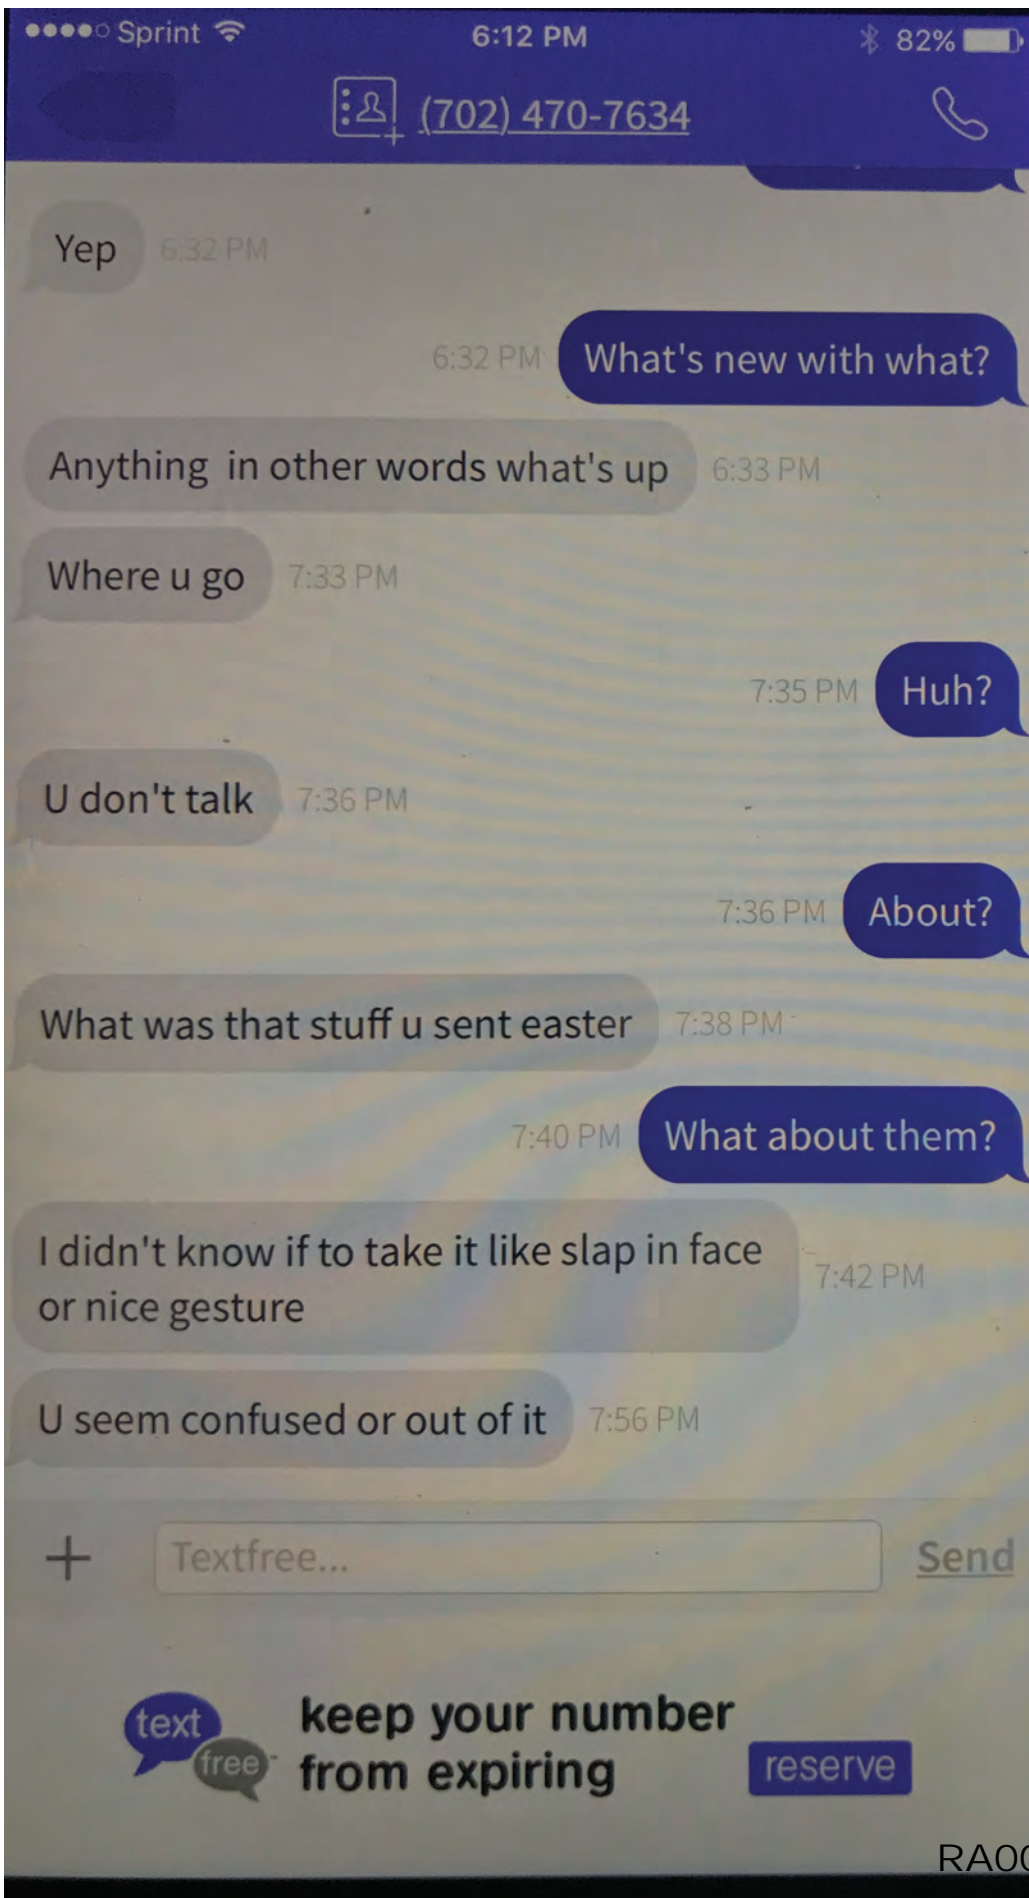 Sprint
6:12 PM
82%
(702) 470-7634
Yep
6:32 PM
6:32 PM
What's new with what?
Anything in other words what's up
6:33 PM
Where u go
7:33 PM
7:35 PM
Huh?
U don't talk
7:36 PM
7:36 PM
About?
What was that stuff u sent easter
7:38 PM
7:40 PM
What about them?
I didn't know if to take it like slap in face
or nice gesture
7:42 PM
U seem confused or out of it
7:56 PM
Textfree...
Send
text
free
keep your number
from expiring
reserve
RA00